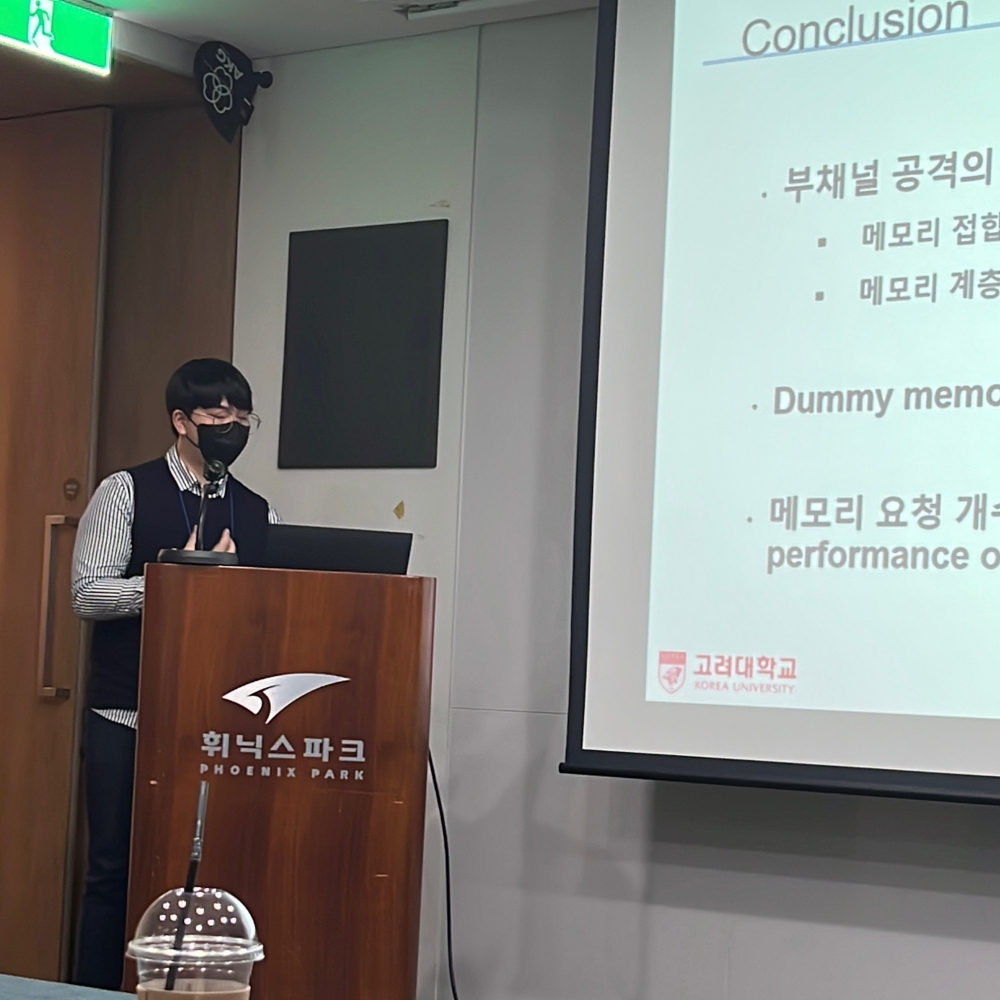 AKG
Conclusion
부채널 공격의
메모리 접합
메모리 계층
Dummy memo
메모리 요청 개수
performance o
고려대학교
KOREA UNIVERSITY
휘닉스파크
PHOENIX PARK